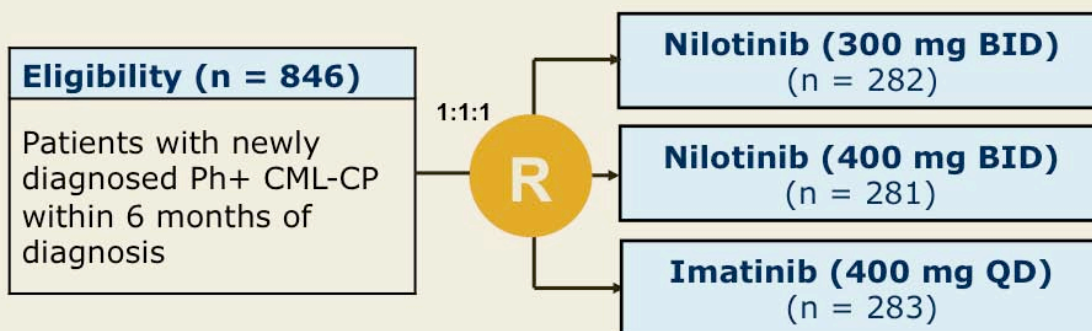 Eligibility (n = 846)
Patients with newly
diagnosed Ph+ CML-CP
within 6 months of
diagnosis
1:1:1
R
Nilotinib (300 mg BID)
(n = 282)
Nilotinib (400 mg BID)
(n = 281)
Imatinib (400 mg QD)
(n = 283)